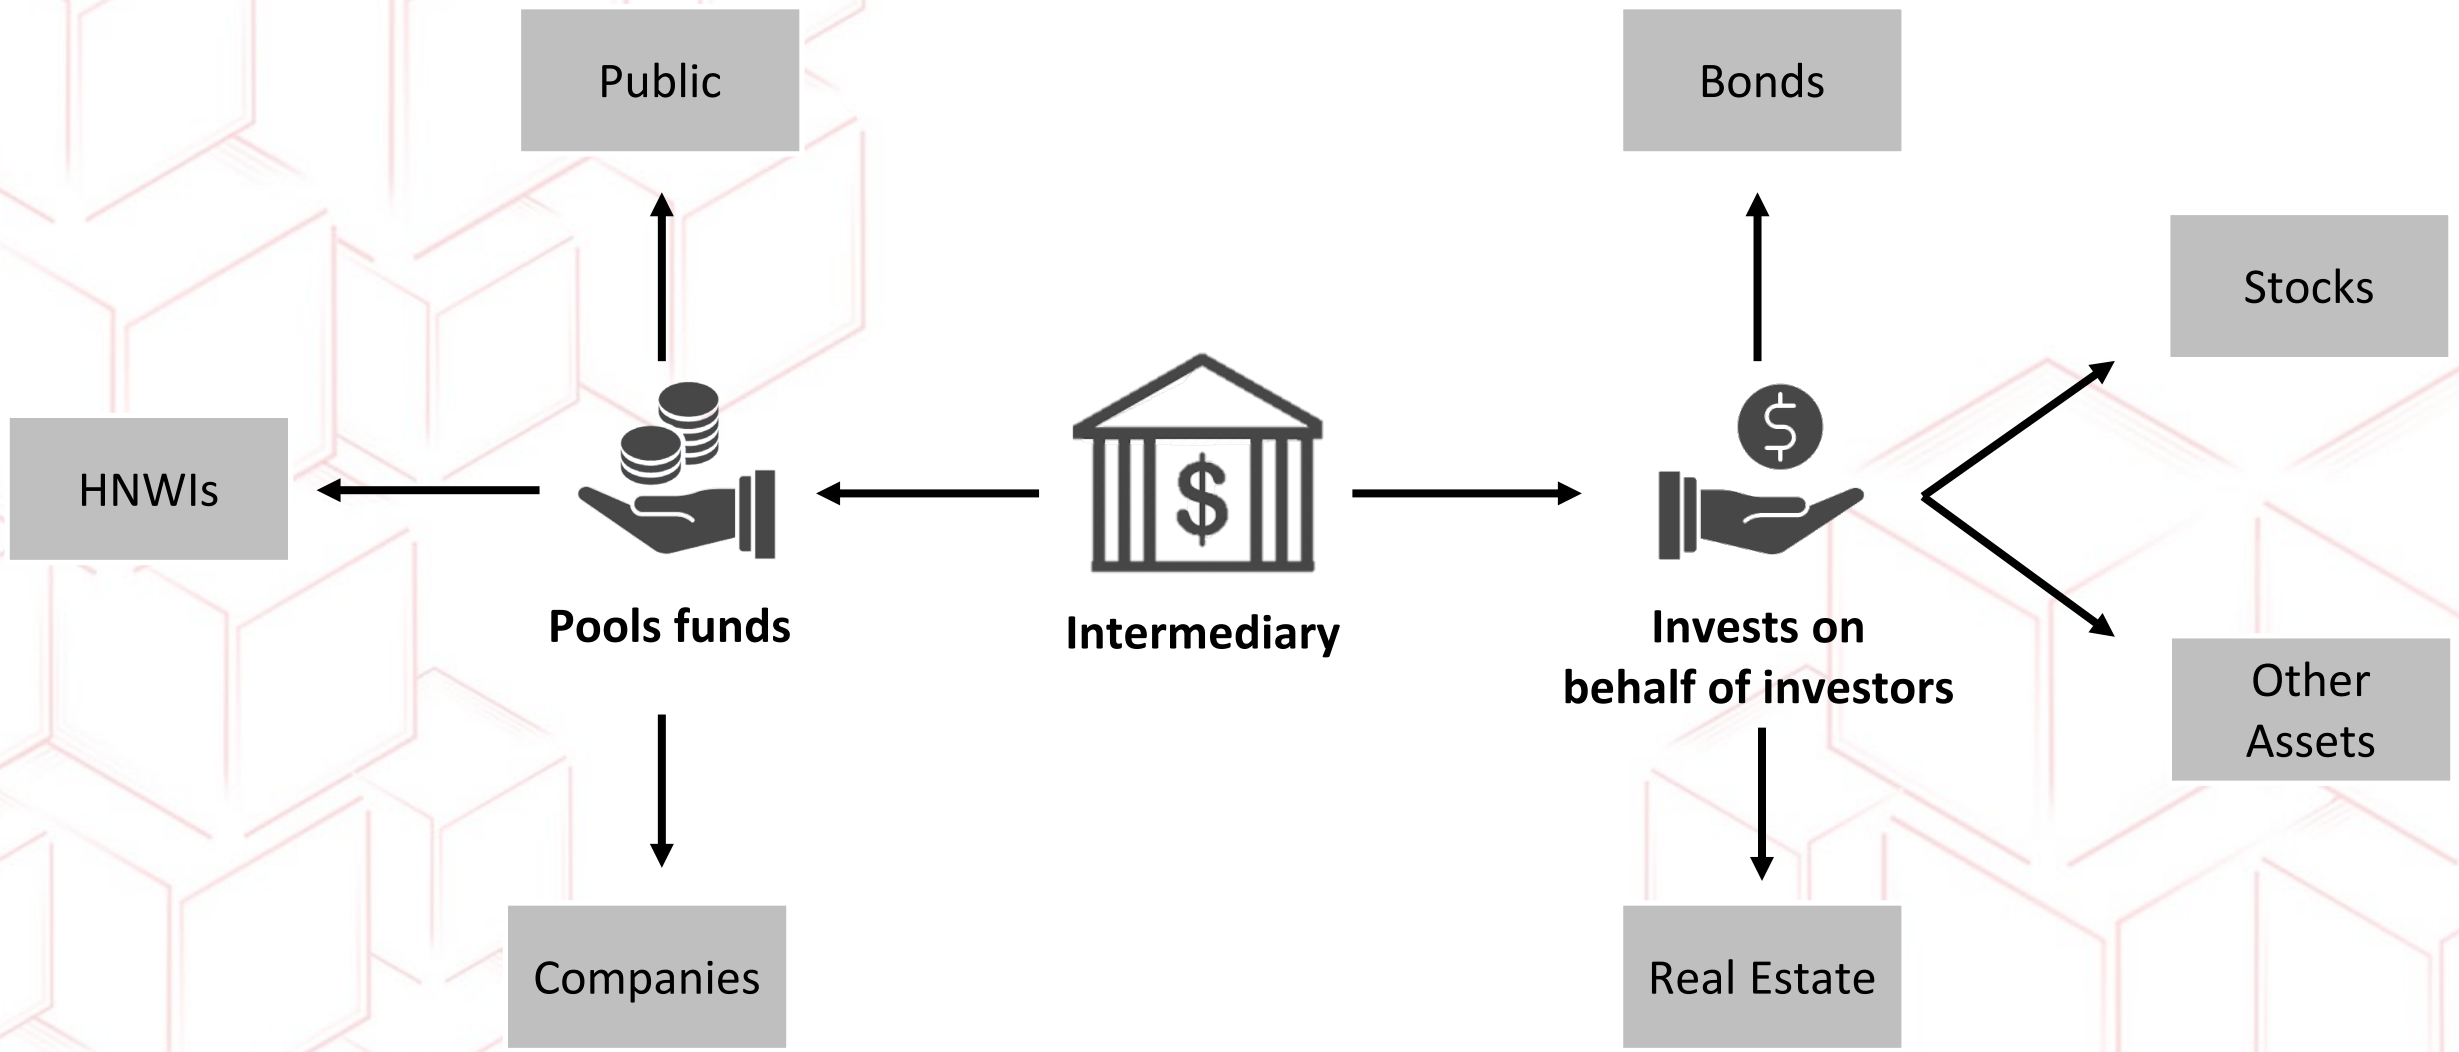 Public
Bonds
Stocks
HNWIs
$
$
Pools funds
Intermediary
Invests on
behalf of investors
Other
Assets
Companies
Real Estate